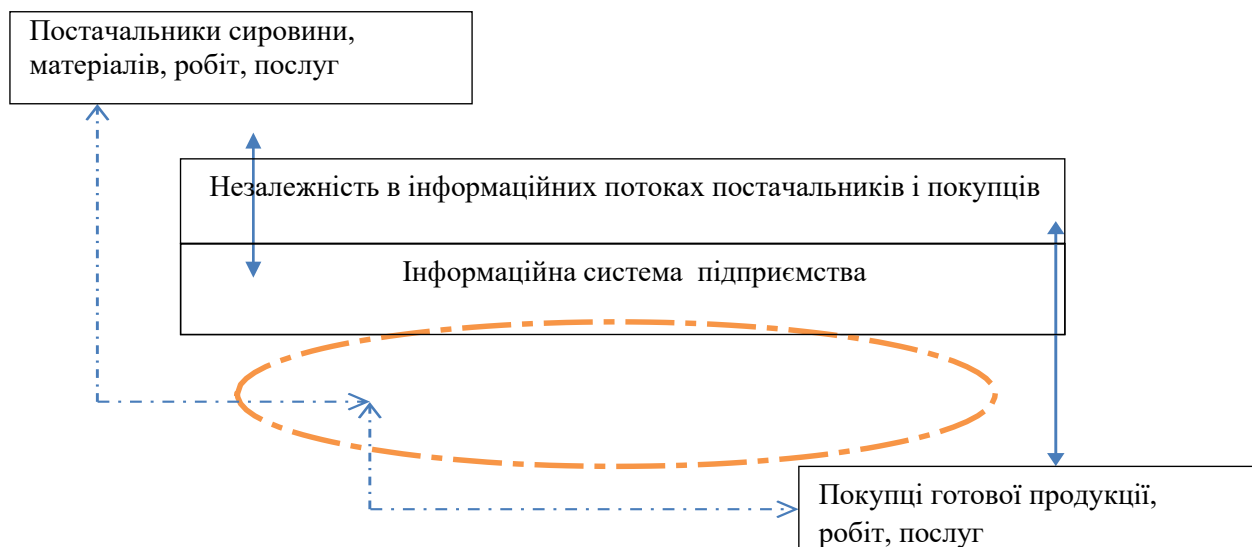 Постачальники сировини,
матеріалів, робіт, послуг
Незалежність в інформаційних потоках постачальників і покупців
Інформаційна система підприємства
Покупці готової продукції,
робіт, послуг